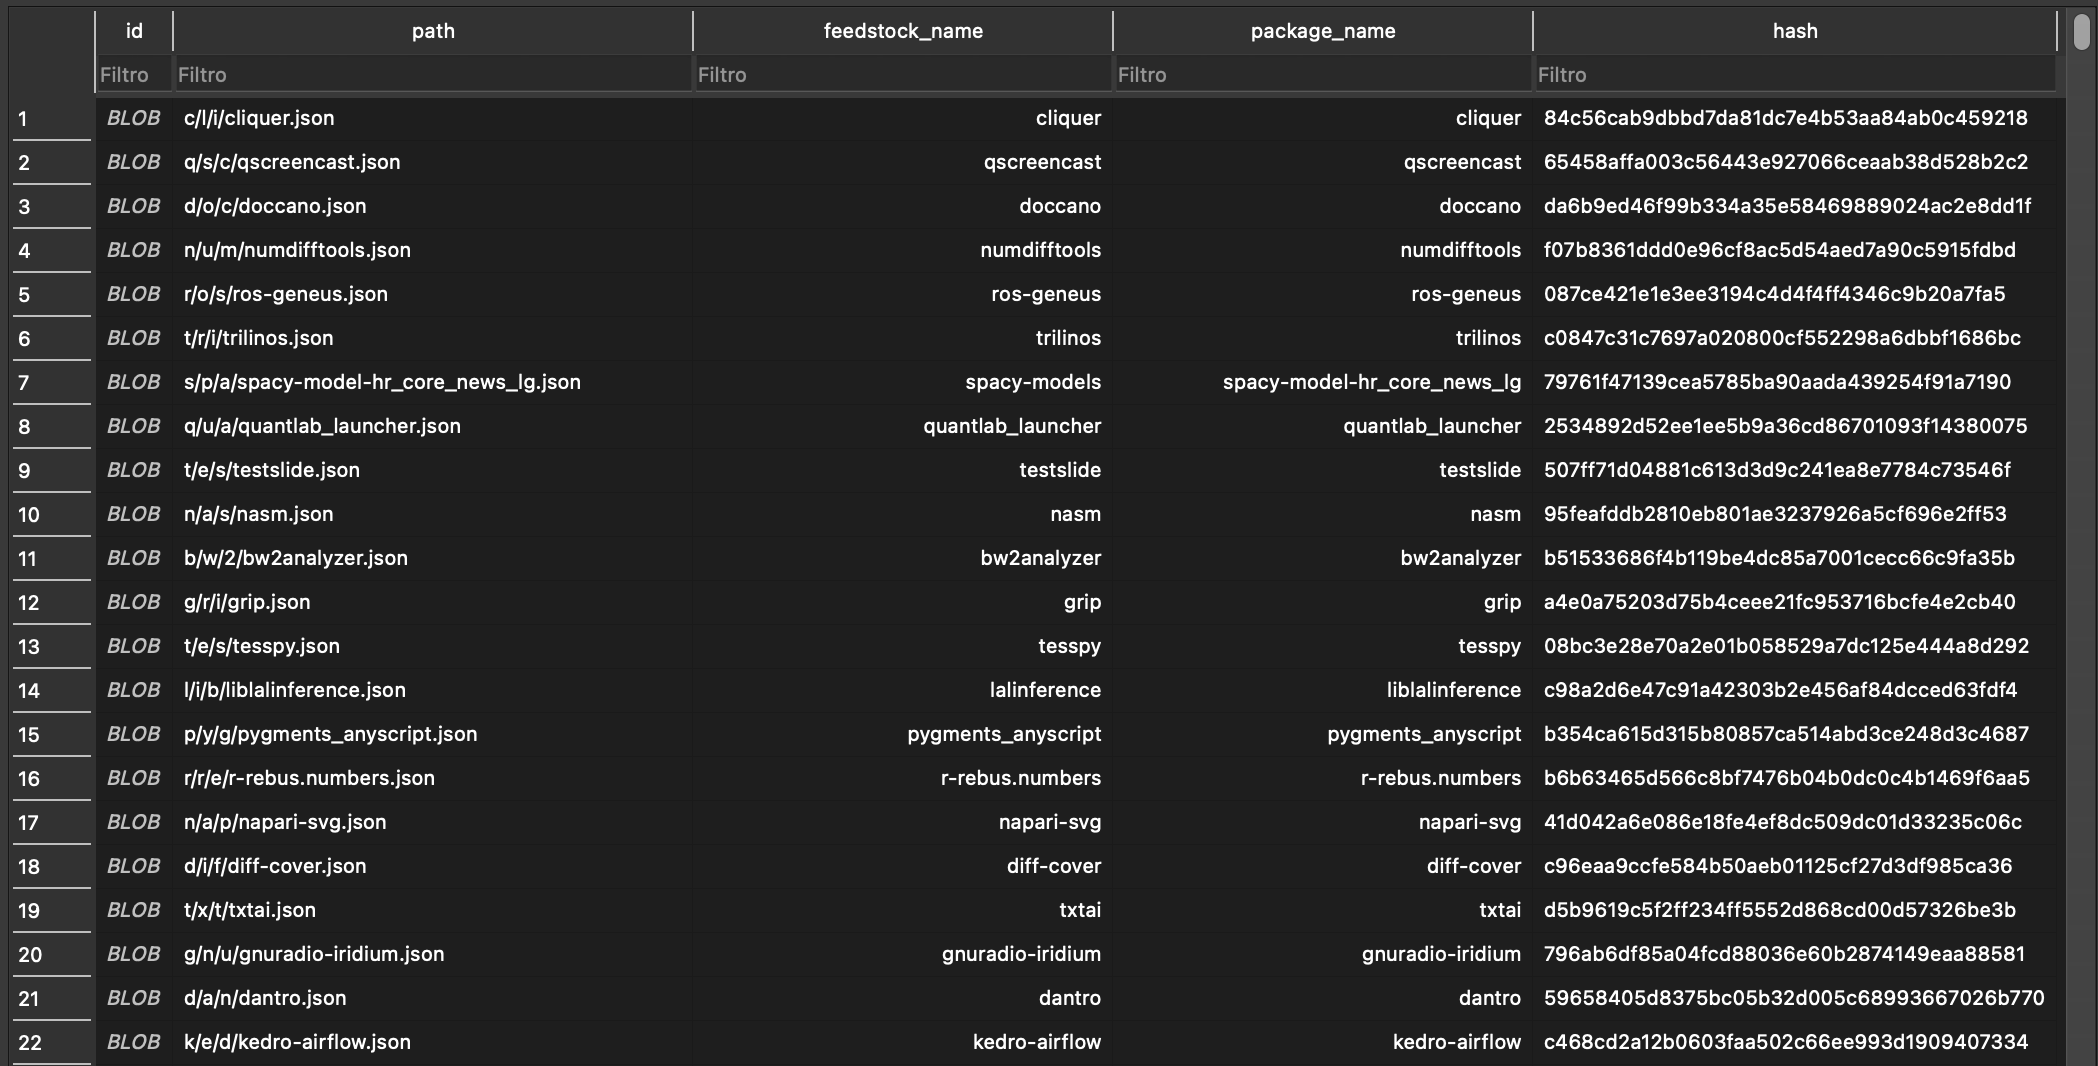 id path feedstock_name package_name hash
Filtro Filtro Filtro Filtro Filtro
1 BLOB c/l/i/cliquer.json cliquer cliquer 84c56cab9dbbd7da81dc7e4b53aa84ab0c459218
2 BLOB q/s/c/qscreencast.json qscreencast qscreencast 65458affa003c56443e927066ceaab38d528b2c2
3 BLOB d/o/c/doccano.json doccano doccano da6b9ed46f99b334a35e58469889024ac2e8dd1f
4 BLOB n/u/m/numdifftools.json numdifftools numdifftools f07b8361ddd0e96cf8ac5d54aed7a90c5915fdbd
5 BLOB r/o/s/ros-geneus.json ros-geneus ros-geneus 087ce421e1e3ee3194c4d4f4ff4346c9b20a7fa5
6 BLOB t/r/i/trilinos.json trilinos trilinos c0847c31c7697a020800cf552298a6dbbf1686bc
7 BLOB s/p/a/spacy-model-hr_core_news_lg.json spacy-models spacy-model-hr_core_news_lg 79761f47139cea5785ba90aada439254f91a7190
8 BLOB q/u/a/quantlab_launcher.json quantlab_launcher quantlab_launcher 2534892d52ee1ee5b9a36cd86701093f14380075
9 BLOB t/e/s/testslide.json testslide testslide 507ff71d04881c613d3d9c241ea8e7784c73546f
10 BLOB n/a/s/nasm.json nasm nasm 95feafddb2810eb801ae3237926a5cf696e2ff53
11 BLOB b/w/2/bw2analyzer.json bw2analyzer bw2analyzer b51533686f4b119be4dc85a7001cecc66c9fa35b
12 BLOB g/r/i/grip.json grip grip a4e0a75203d75b4ceee21fc953716bcfe4e2cb40
13 BLOB t/e/s/tesspy.json tesspy tesspy 08bc3e28e70a2e01b058529a7dc125e444a8d292
14 BLOB l/i/b/liblalinference.json lalinference liblalinference c98a2d6e47c91a42303b2e456af84dcced63fdf4
15 BLOB p/y/g/pygments_anyscript.json pygments_anyscript pygments_anyscript b354ca615d315b80857ca514abd3ce248d3c4687
16 BLOB r/r/e/r-rebus.numbers.json r-rebus.numbers r-rebus.numbers b6b63465d566c8bf7476b04b0dc0c4b1469f6aa5
17 BLOB n/a/p/napari-svg.json napari-svg napari-svg 41d042a6e086e18fe4ef8dc509dc01d33235c06c
18 BLOB d/i/f/diff-cover.json diff-cover diff-cover c96eaa9ccfe584b50aeb01125cf27d3df985ca36
19 BLOB t/x/t/txtai.json txtai txtai d5b9619c5f2ff234ff5552d868cd00d57326be3b
20 BLOB g/n/u/gnuradio-iridium.json gnuradio-iridium gnuradio-iridium 796ab6df85a04fcd88036e60b2874149eaa88581
21 BLOB d/a/n/dantro.json dantro dantro 59658405d8375bc05b32d005c68993667026b770
22 BLOB k/e/d/kedro-airflow.json kedro-airflow kedro-airflow c468cd2a12b0603faa502c66ee993d1909407334